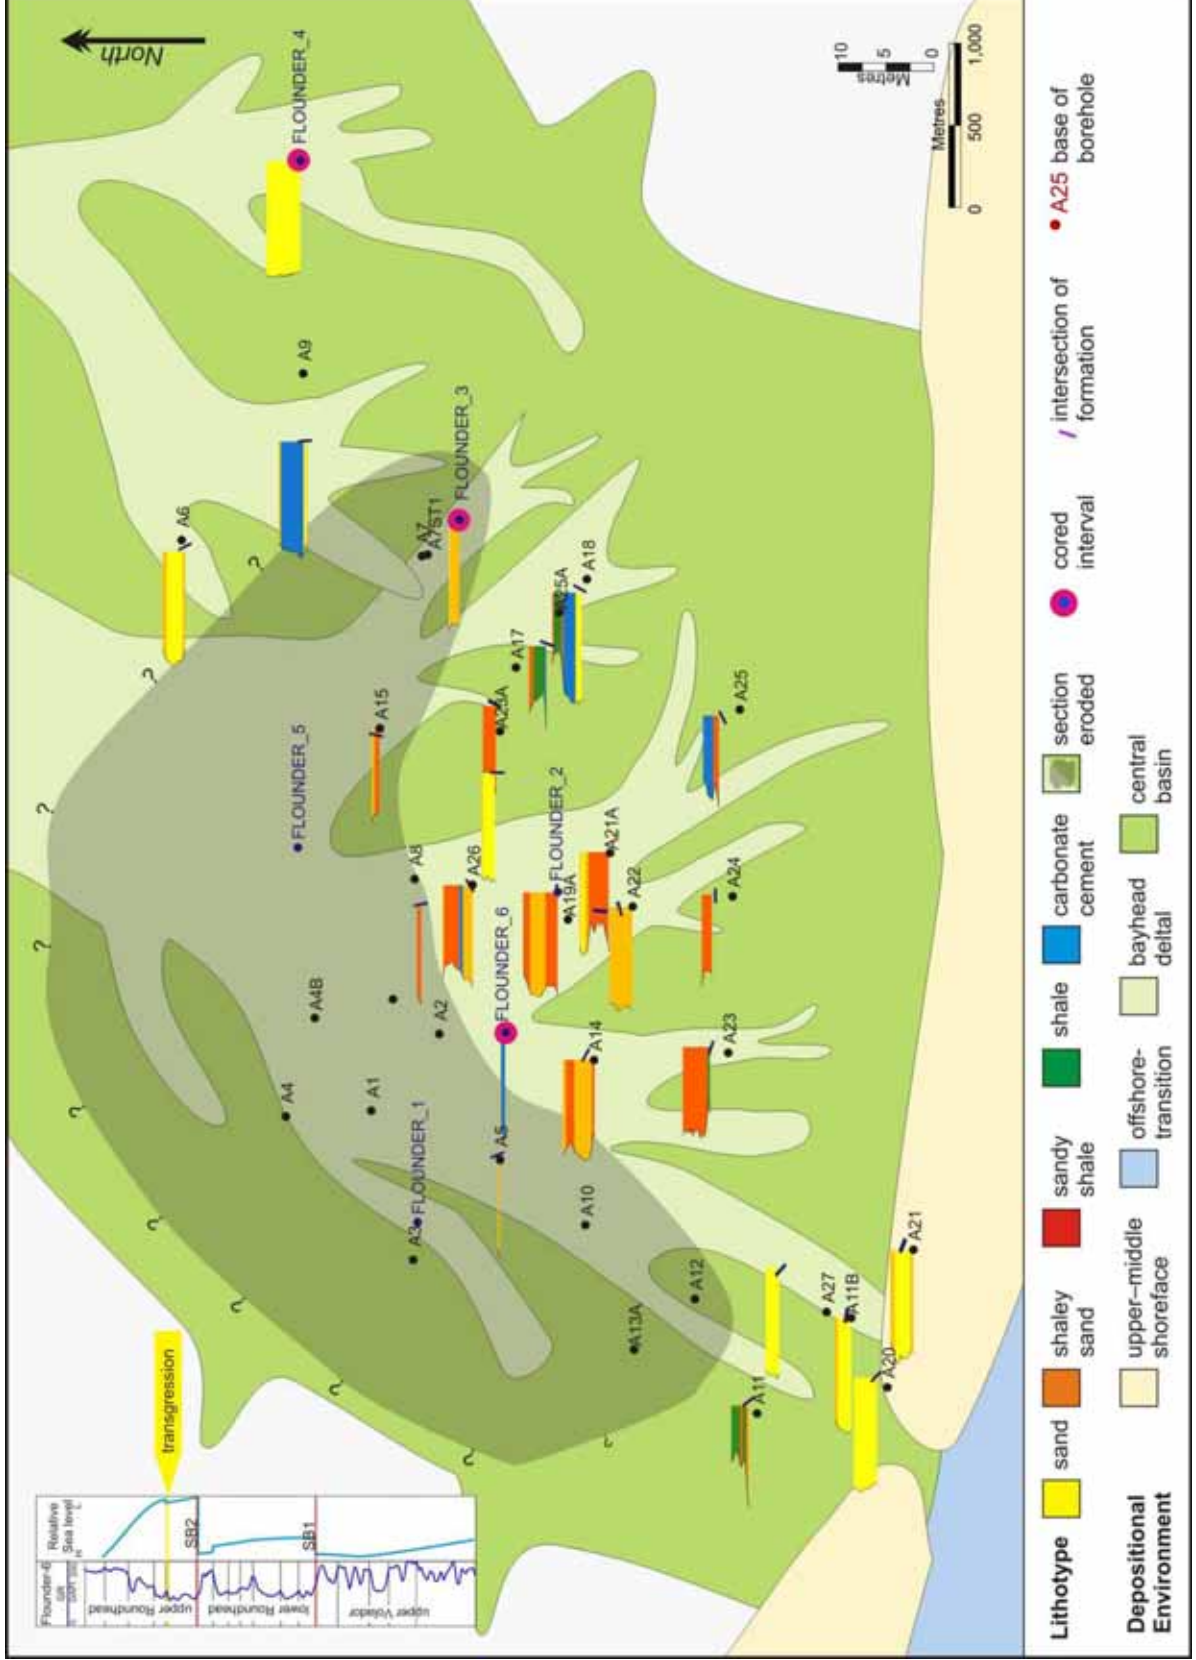 Flounder-6
GR
Relative
Sea level
H
L
upper Roundhead
lower Roundhead
upper Volador
SB2
SB1
transgression
North
FLOUNDER_4
A9
A6
FLOUNDER_3
A7
A7ST1
A18
A25A
A17
A15
FLOUNDER_5
A25
FLOUNDER_2
A21A
A8
A26
A19A
A22
A24
FLOUNDER_6
A4B
A2
A14
A23
A4
A1
FLOUNDER_1
A5
A3
A10
A12
A13A
A27
A11B
A21
A20
A11
?
?
?
?
?
?
?
?
?
10
5
0
Metres
Metres
0
500
1,000
Lithotype
sand
shaley
sand
sandy
shale
shale
carbonate
cement
section
eroded
cored
interval
intersection of
formation
A25 base of
borehole
Depositional
Environment
upper–middle
shoreface
offshore-
transition
bayhead
deltal
central
basin